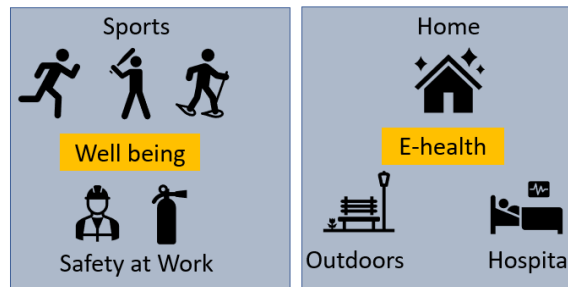 Sports
Well being
Safety at Work
Home
E-health
Outdoors
Hospita